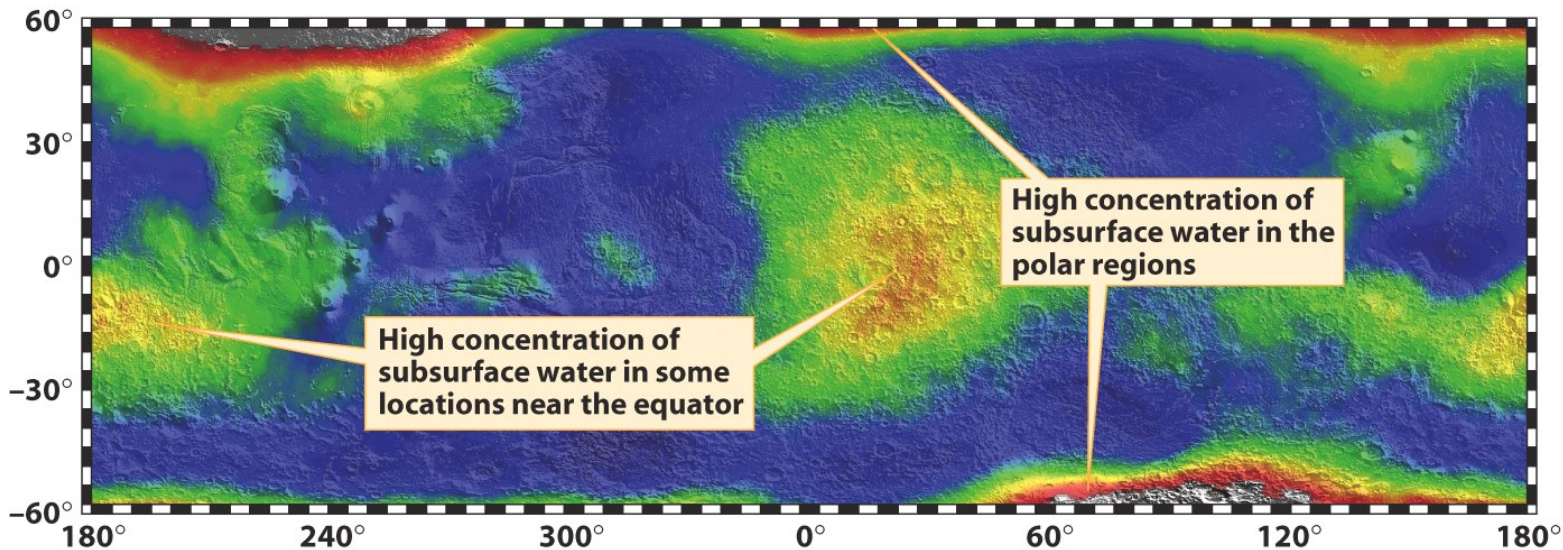 60°
30°
0°
–30°
–60°
High concentration of
subsurface water in the
polar regions
High concentration of
subsurface water in some
locations near the equator
180° 240° 300° 0° 60° 120° 180°